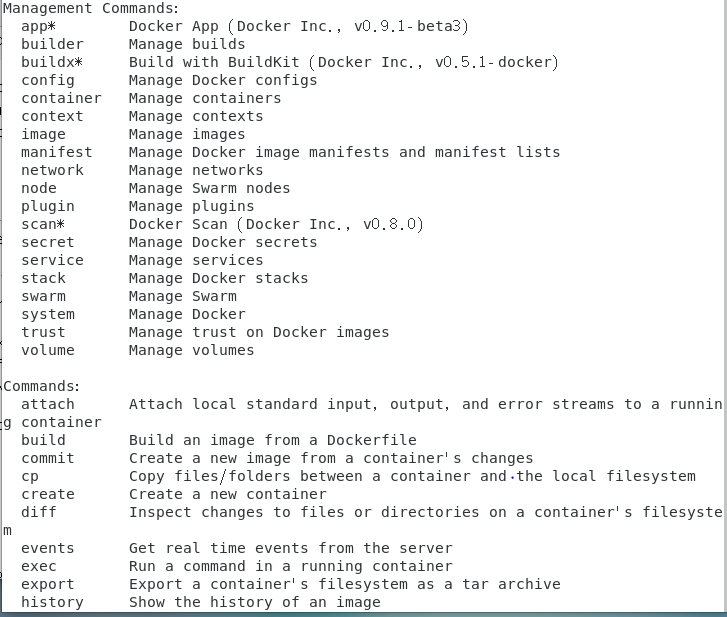 Management Commands:
  app*        Docker App (Docker Inc., v0.9.1-beta3)
  builder     Manage builds
  buildx*     Build with BuildKit (Docker Inc., v0.5.1-docker)
  config      Manage Docker configs
  container   Manage containers
  context     Manage contexts
  image       Manage images
  manifest    Manage Docker image manifests and manifest lists
  network     Manage networks
  node        Manage Swarm nodes
  plugin      Manage plugins
  scan*       Docker Scan (Docker Inc., v0.8.0)
  secret      Manage Docker secrets
  service     Manage services
  stack       Manage Docker stacks
  swarm       Manage Swarm
  system      Manage Docker
  trust       Manage trust on Docker images
  volume      Manage volumes

Commands:
  attach      Attach local standard input, output, and error streams to a runnin
g container
  build       Build an image from a Dockerfile
  commit      Create a new image from a container's changes
  cp          Copy files/folders between a container and the local filesystem
  create      Create a new container
  diff        Inspect changes to files or directories on a container's filesyste
m
  events      Get real time events from the server
  exec        Run a command in a running container
  export      Export a container's filesystem as a tar archive
  history     Show the history of an image